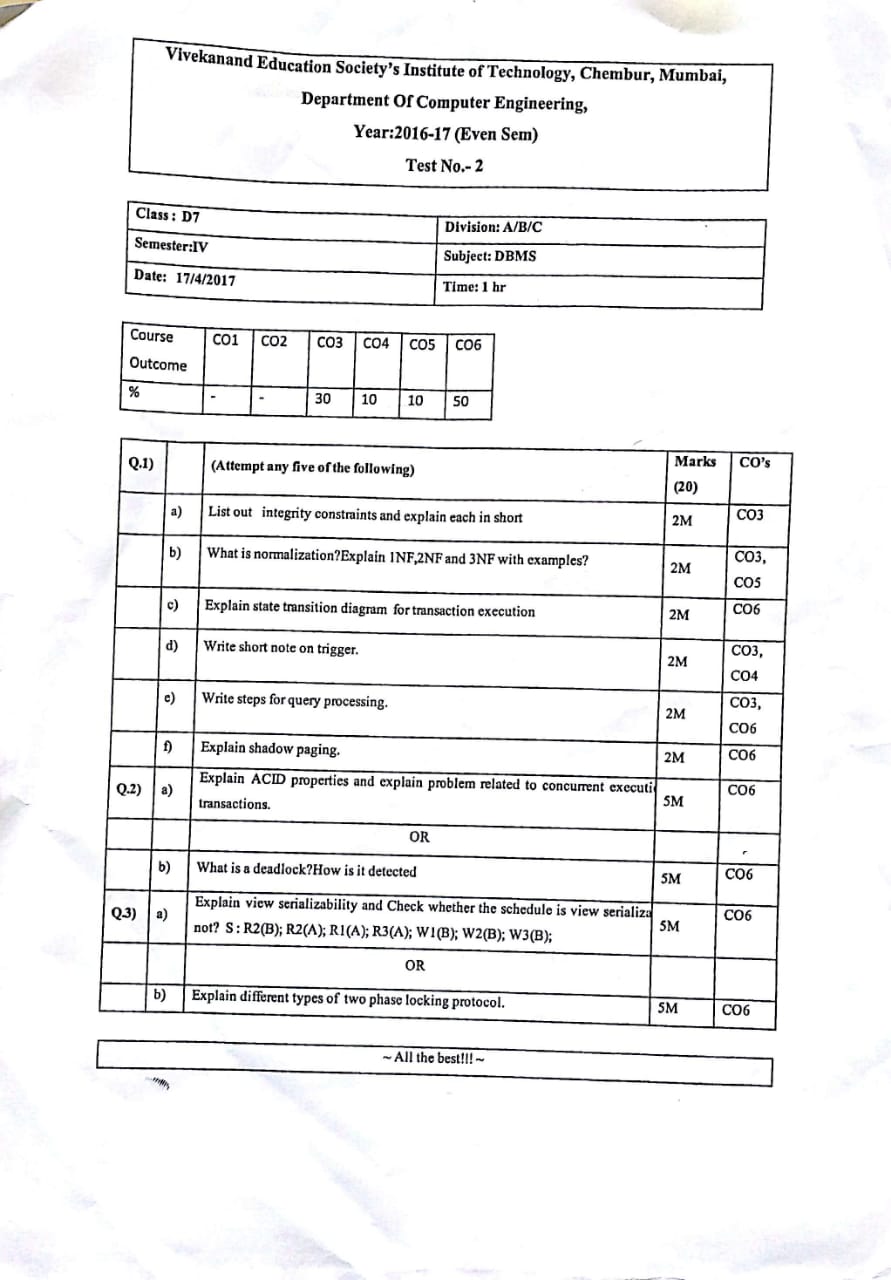 Vivekanand Education Society's Institute of Technology, Chembur, Mumbai,
Department Of Computer Engineering,
Year:2016-17 (Even Sem)
Test No.- 2
Class : D7
Division: A/B/C
Semester:IV
Subject: DBMS
Date: 17/4/2017
Time: 1 hr
Course Outcome CO1 CO2 CO3 CO4 CO5 CO6
% - - 30 10 10 50
Q.1) (Attempt any five of the following) Marks (20) CO's
a) List out integrity constraints and explain each in short 2M CO3
b) What is normalization?Explain 1NF,2NF and 3NF with examples? 2M CO3, CO5
c) Explain state transition diagram for transaction execution 2M CO6
d) Write short note on trigger. 2M CO3, CO4
e) Write steps for query processing. 2M CO3, CO6
f) Explain shadow paging. 2M CO6
Q.2) a) Explain ACID properties and explain problem related to concurrent executi
transactions. 5M CO6
OR
b) What is a deadlock?How is it detected 5M CO6
Q.3) a) Explain view serializability and Check whether the schedule is view serializa
not? S : R2(B); R2(A); R1(A); R3(A); W1(B); W2(B); W3(B); 5M CO6
OR
b) Explain different types of two phase locking protocol. 5M CO6
~ All the best!!! ~